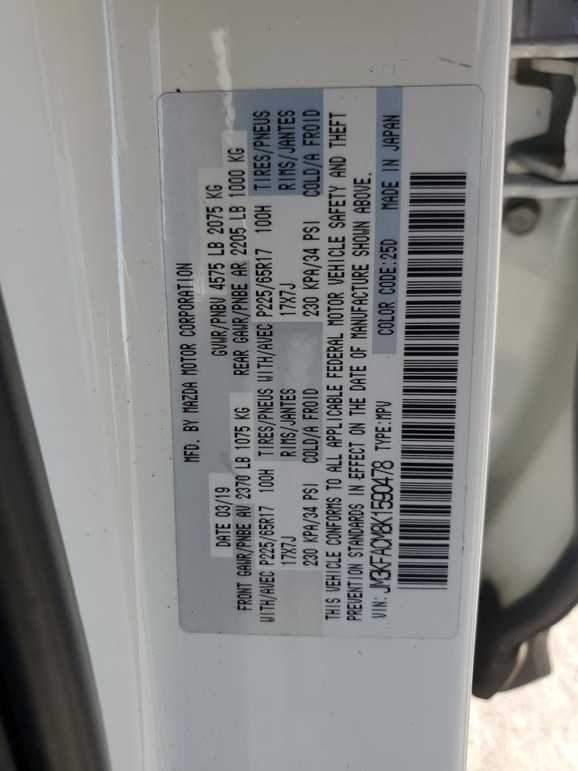 MFD. BY MAZDA MOTOR CORPORATION
DATE 03/19 GVWR/PNBV 4575 LB 2075 KG
FRONT GAWR/PNBE AV 2370 LB 1075 KG REAR GAWR/PNBE AR 2205 LB 1000 KG
WITH/AVEC P225/65R17 100H TIRES/PNEUS WITH/AVEC P225/65R17 100H TIRES/PNEUS
17X7J RIMS/JANTES 17X7J RIMS/JANTES
230 KPA/34 PSI COLD/A FROID 230 KPA/34 PSI COLD/A FROID
THIS VEHICLE CONFORMS TO ALL APPLICABLE FEDERAL MOTOR VEHICLE SAFETY AND THEFT
PREVENTION STANDARDS IN EFFECT ON THE DATE OF MANUFACTURE SHOWN ABOVE.
VIN: JM3KFACM8K1590478 TYPE:MPV COLOR CODE:25D MADE IN JAPAN